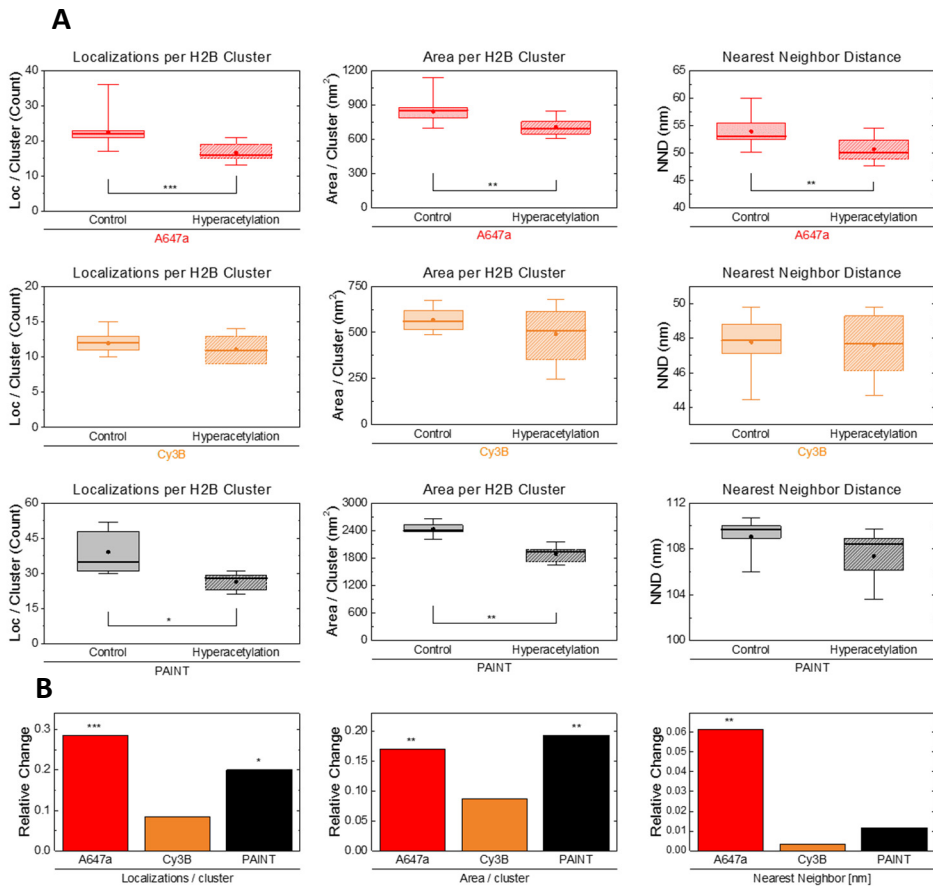 A
Localizations per H2B Cluster
Loc / Cluster (Count)
40
30
20
10
0
***
Control
Hyperacetylation
A647a
Area per H2B Cluster
Area / Cluster (nm²)
1200
900
600
300
0
**
Control
Hyperacetylation
A647a
Nearest Neighbor Distance
NND (nm)
65
60
55
50
45
40
**
Control
Hyperacetylation
A647a
Localizations per H2B Cluster
Loc / Cluster (Count)
20
15
10
5
0
Control
Hyperacetylation
Cy3B
Area per H2B Cluster
Area / Cluster (nm²)
750
500
250
0
Control
Hyperacetylation
Cy3B
Nearest Neighbor Distance
NND (nm)
50
48
46
44
Control
Hyperacetylation
Cy3B
Localizations per H2B Cluster
Loc / Cluster (Count)
60
45
30
15
0
*
Control
Hyperacetylation
PAINT
Area per H2B Cluster
Area / Cluster (nm²)
3000
2400
1800
1200
600
0
**
Control
Hyperacetylation
PAINT
Nearest Neighbor Distance
NND (nm)
112
108
104
100
Control
Hyperacetylation
PAINT
B
Relative Change
0.3
0.2
0.1
0.0
***
*
A647a
Cy3B
PAINT
Localizations / cluster
Relative Change
0.20
0.15
0.10
0.05
0.00
**
**
A647a
Cy3B
PAINT
Area / cluster
Relative Change
0.06
0.05
0.04
0.03
0.02
0.01
0.00
**
A647a
Cy3B
PAINT
Nearest Neighbor [nm]